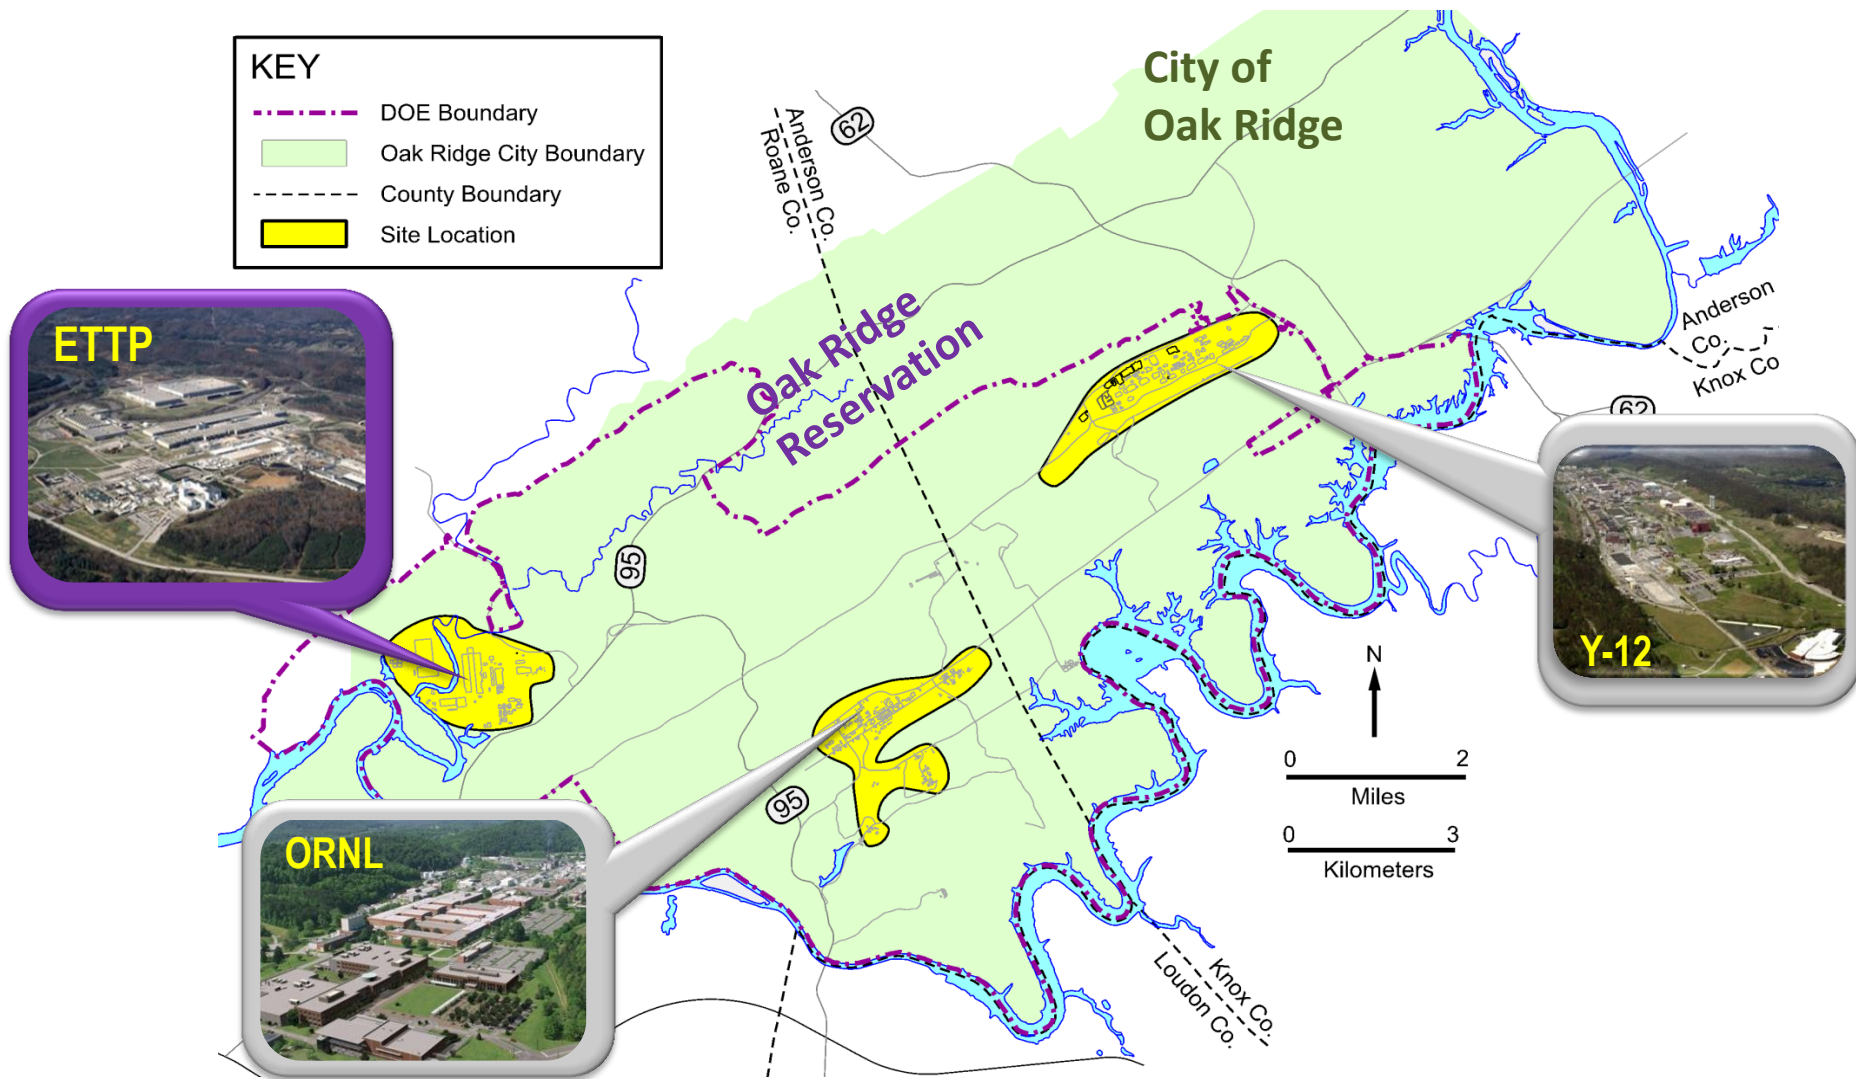 City of
Oak Ridge
KEY
DOE Boundary
Oak Ridge City Boundary
County Boundary
Site Location
Anderson Co.
Roane Co.
62
ETTP
Oak Ridge
Reservation
Anderson
Co.
Knox Co
62
95
Y-12
N
0 2
Miles
0 3
Kilometers
95
ORNL
Knox Co.
Loudon Co.